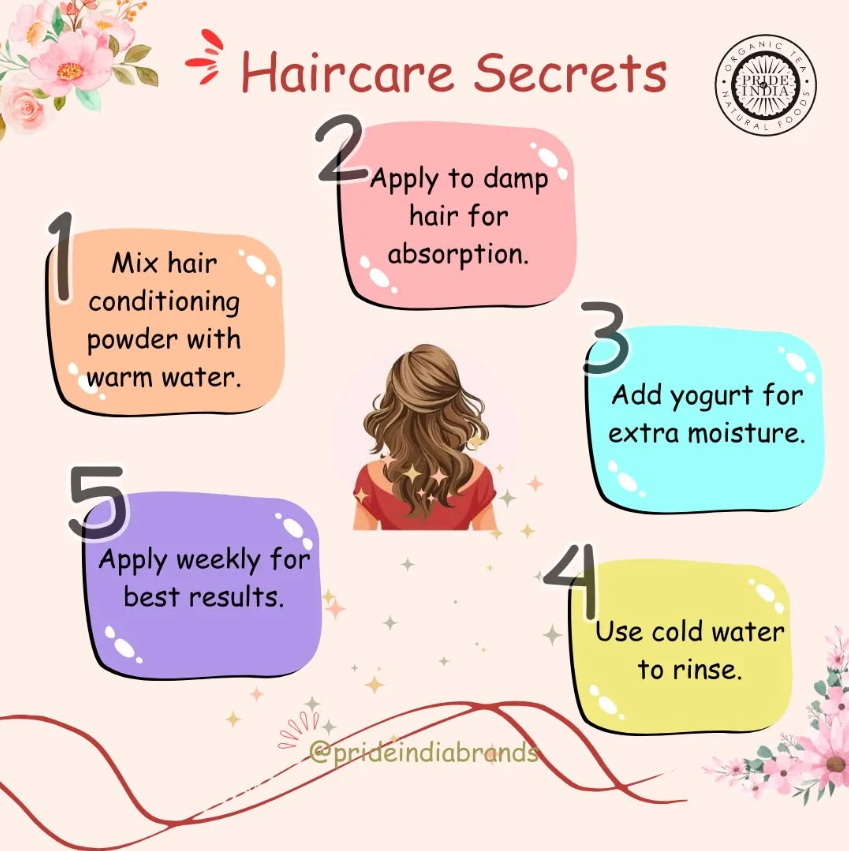 Haircare Secrets
ORGANIC TEA
PRIDE
INDIA
NATURAL FOODS
1
Mix hair
conditioning
powder with
warm water.
2
Apply to damp
hair for
absorption.
3
Add yogurt for
extra moisture.
4
Use cold water
to rinse.
5
Apply weekly for
best results.
@prideindiabrands